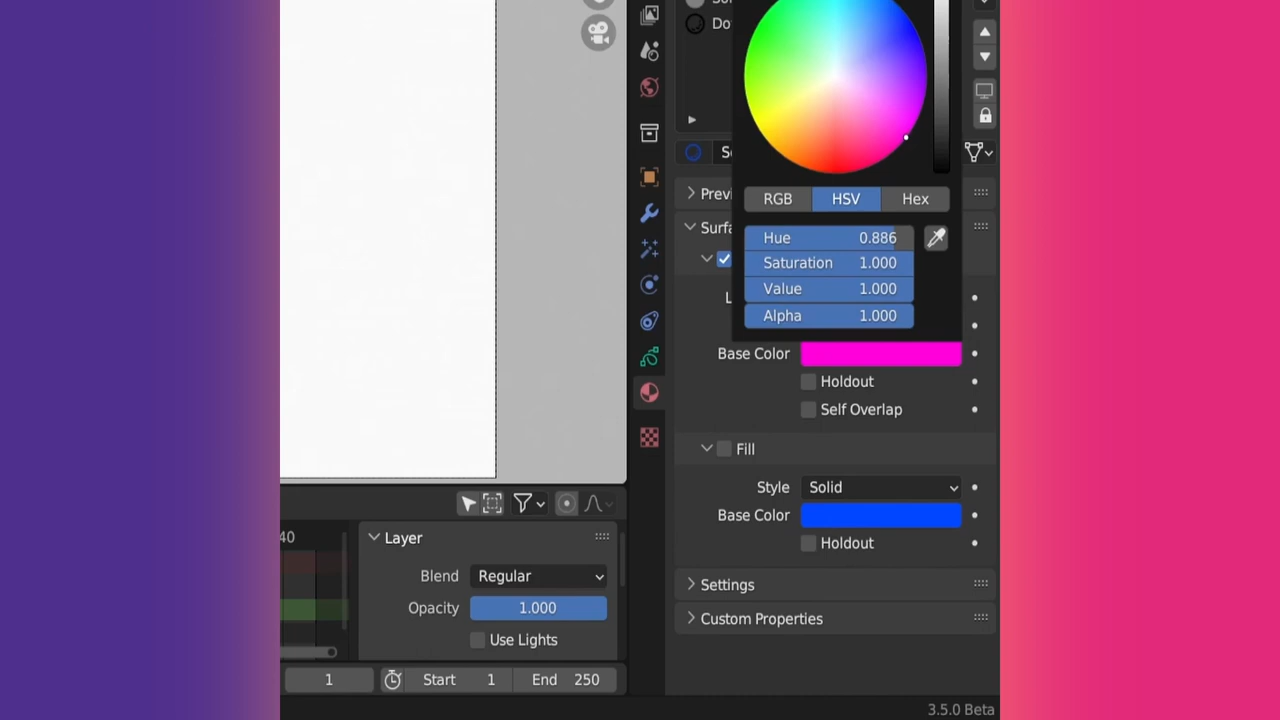 RGB HSV Hex
Hue 0.886
Saturation 1.000
Value 1.000
Alpha 1.000
Base Color
Holdout
Self Overlap
Fill
Style Solid
Base Color
Holdout
Settings
Custom Properties
40
Layer
Blend Regular
Opacity 1.000
Use Lights
1 Start 1 End 250
3.5.0 Beta